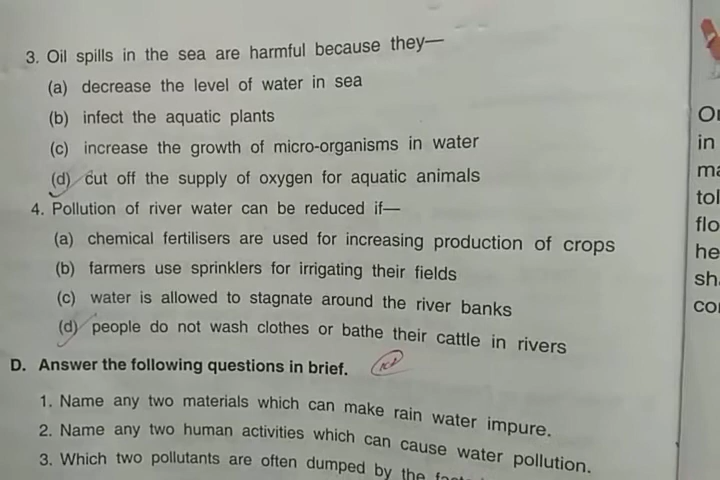 3. Oil spills in the sea are harmful because they—
(a) decrease the level of water in sea
(b) infect the aquatic plants
(c) increase the growth of micro-organisms in water
(d) cut off the supply of oxygen for aquatic animals
4. Pollution of river water can be reduced if—
(a) chemical fertilisers are used for increasing production of crops
(b) farmers use sprinklers for irrigating their fields
(c) water is allowed to stagnate around the river banks
(d) people do not wash clothes or bathe their cattle in rivers
D. Answer the following questions in brief.
1. Name any two materials which can make rain water impure.
2. Name any two human activities which can cause water pollution.
3. Which two pollutants are often dumped by the
in